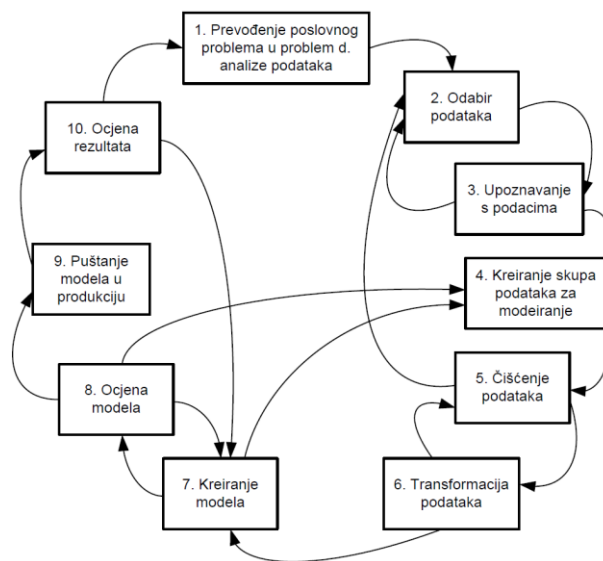 1. Prevođenje poslovnog
problema u problem d.
analize podataka
2. Odabir
podataka
3. Upoznavanje
s podacima
4. Kreiranje skupa
podataka za
modeiranje
5. Čišćenje
podataka
6. Transformacija
podataka
7. Kreiranje
modela
8. Ocjena
modela
9. Puštanje
modela u
produkciju
10. Ocjena
rezultata